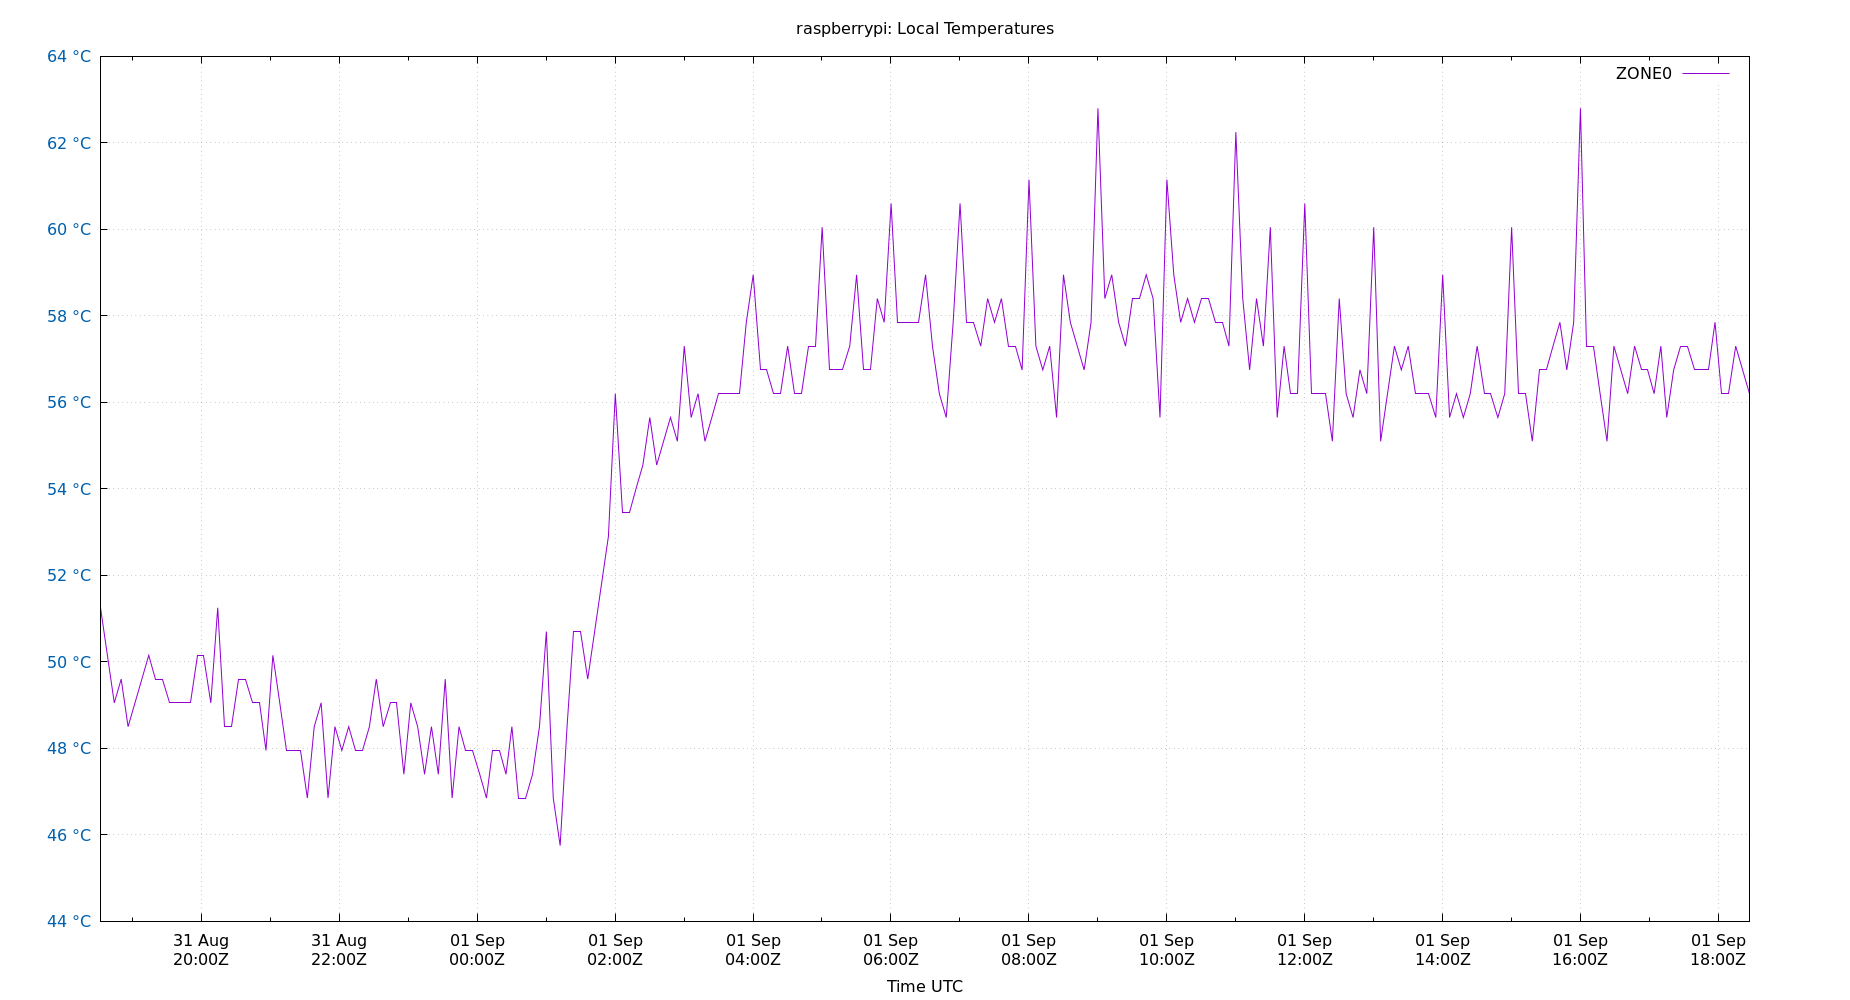 raspberrypi: Local Temperatures
64 °C
ZONE0
62 °C
60 °C
58 °C
56 °C
54 °C
52 °C
50 °C
48 °C
46 °C
44 °C
31 Aug 31 Aug 01 Sep 01 Sep 01 Sep 01 Sep 01 Sep 01 Sep 01 Sep 01 Sep 01 Sep 01 Sep
20:00Z 22:00Z 00:00Z 02:00Z 04:00Z 06:00Z 08:00Z 10:00Z 12:00Z 14:00Z 16:00Z 18:00Z
Time UTC